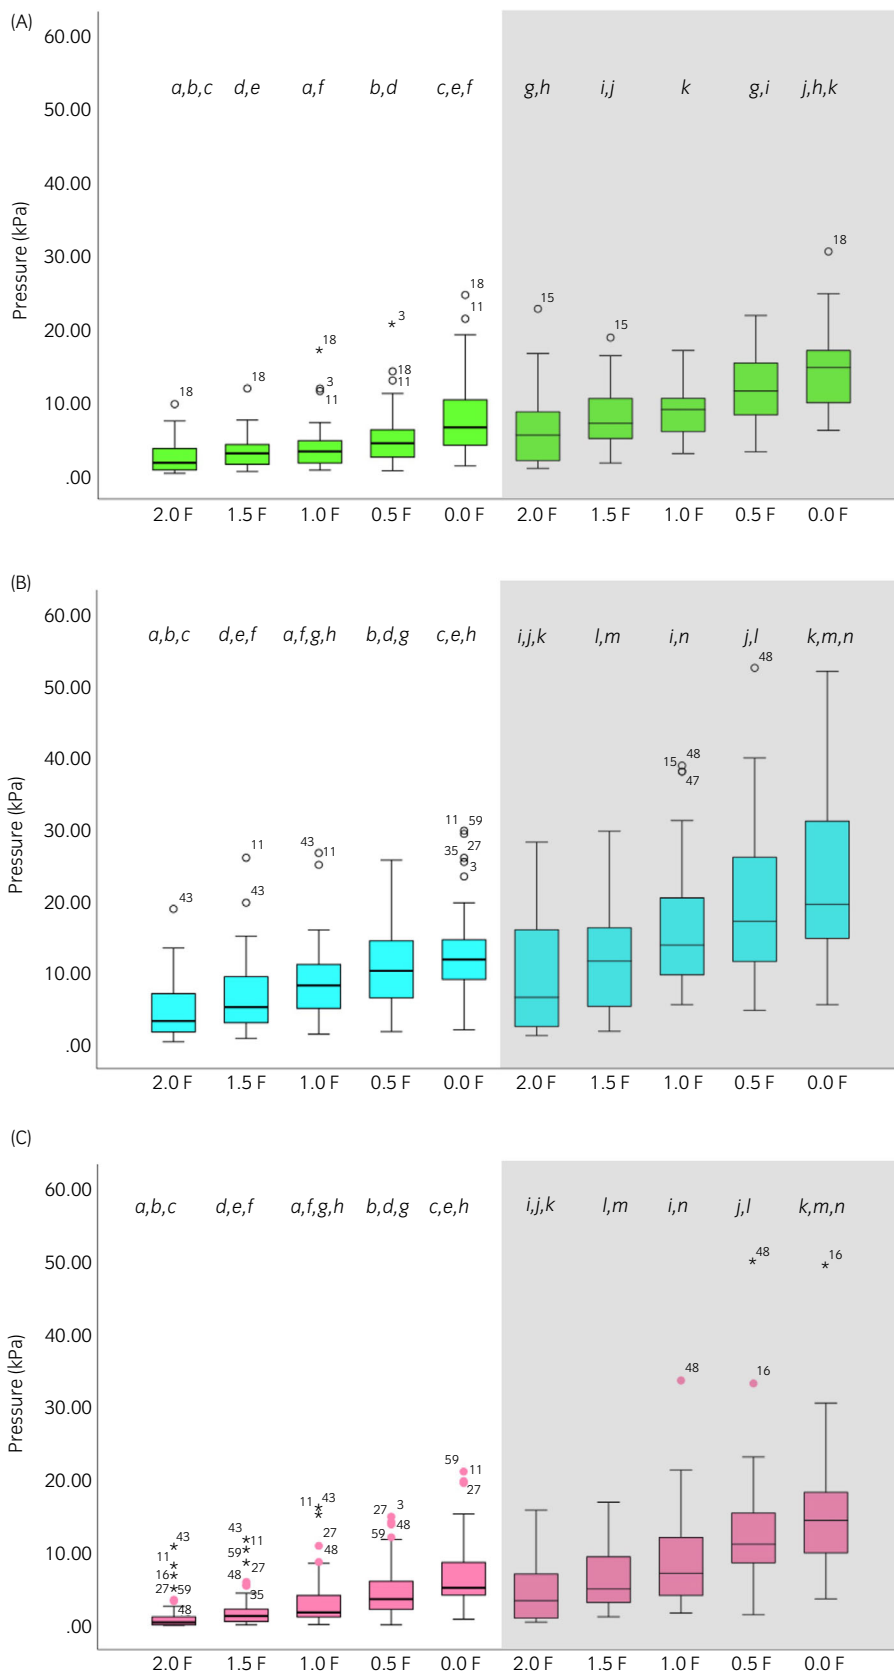 (A)
60.00
a,b,c d,e a,f b,d c,e,f g,h i,j k g,i j,h,k
50.00
40.00
Pressure (kPa)
18
30.00
18 15
11
3
20.00
18 15
18
3 11
18 18 11
10.00
.00
2.0 F 1.5 F 1.0 F 0.5 F 0.0 F 2.0 F 1.5 F 1.0 F 0.5 F 0.0 F
(B)
60.00
a,b,c d,e,f a,f,g,h b,d,g c,e,h i,j,k l,m i,n j,l k,m,n
48
50.00
40.00
15 48
47
Pressure (kPa)
30.00
11 59
43 11
11 35 27
3
43 43
20.00
10.00
.00
2.0 F 1.5 F 1.0 F 0.5 F 0.0 F 2.0 F 1.5 F 1.0 F 0.5 F 0.0 F
(C)
60.00
a,b,c d,e,f a,f,g,h b,d,g c,e,h i,j,k l,m i,n j,l k,m,n
48 16
50.00
40.00
Pressure (kPa)
48 16
30.00
59 11
27
20.00
11 43 27 3
43 11 27 59 48
11 59 48
10.00
16 48 27
27 59 35
48
.00
2.0 F 1.5 F 1.0 F 0.5 F 0.0 F 2.0 F 1.5 F 1.0 F 0.5 F 0.0 F